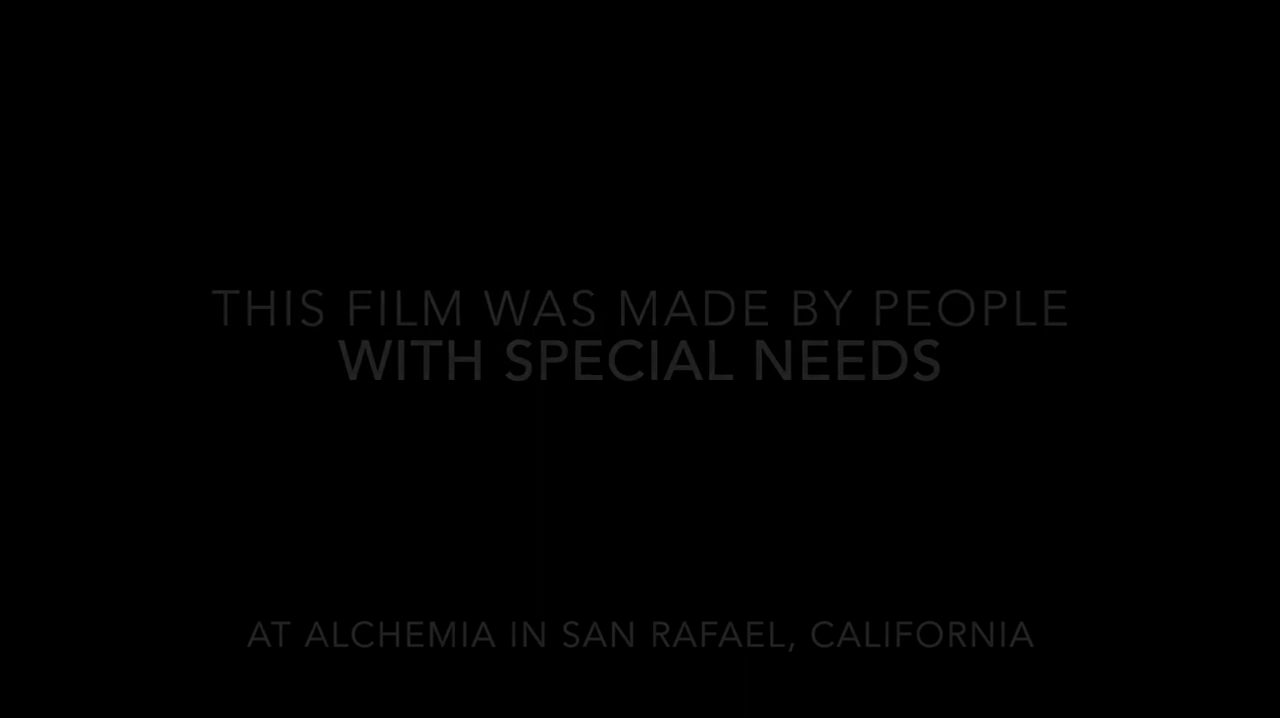 THIS FILM WAS MADE BY PEOPLE
WITH SPECIAL NEEDS
AT ALCHEMIA IN SAN RAFAEL, CALIFORNIA